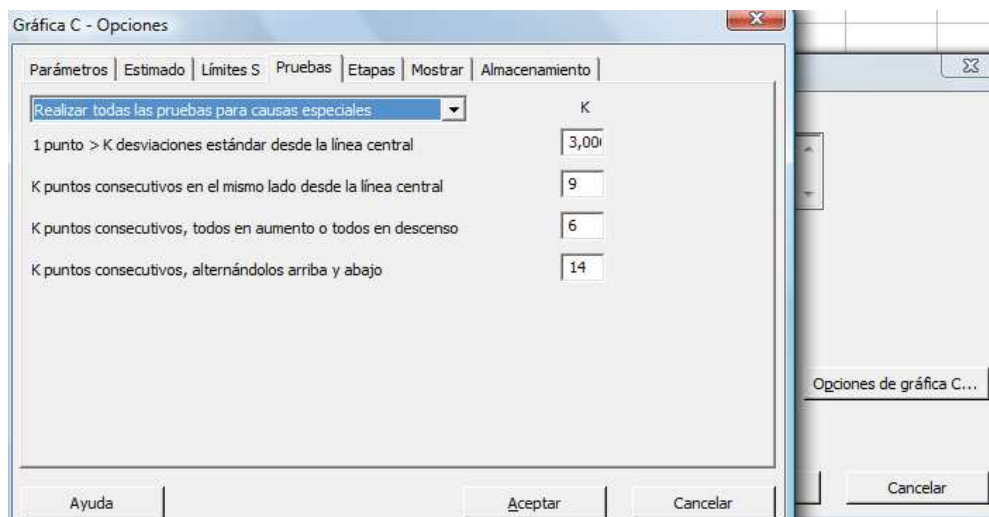 Gráfica C - Opciones
Parámetros Estimado Límites S Pruebas Etapas Mostrar Almacenamiento
Realizar todas las pruebas para causas especiales K
1 punto > K desviaciones estándar desde la línea central 3,00
K puntos consecutivos en el mismo lado desde la línea central 9
K puntos consecutivos, todos en aumento o todos en descenso 6
K puntos consecutivos, alternándolos arriba y abajo 14
Opciones de gráfica C...
Ayuda Aceptar Cancelar
Cancelar